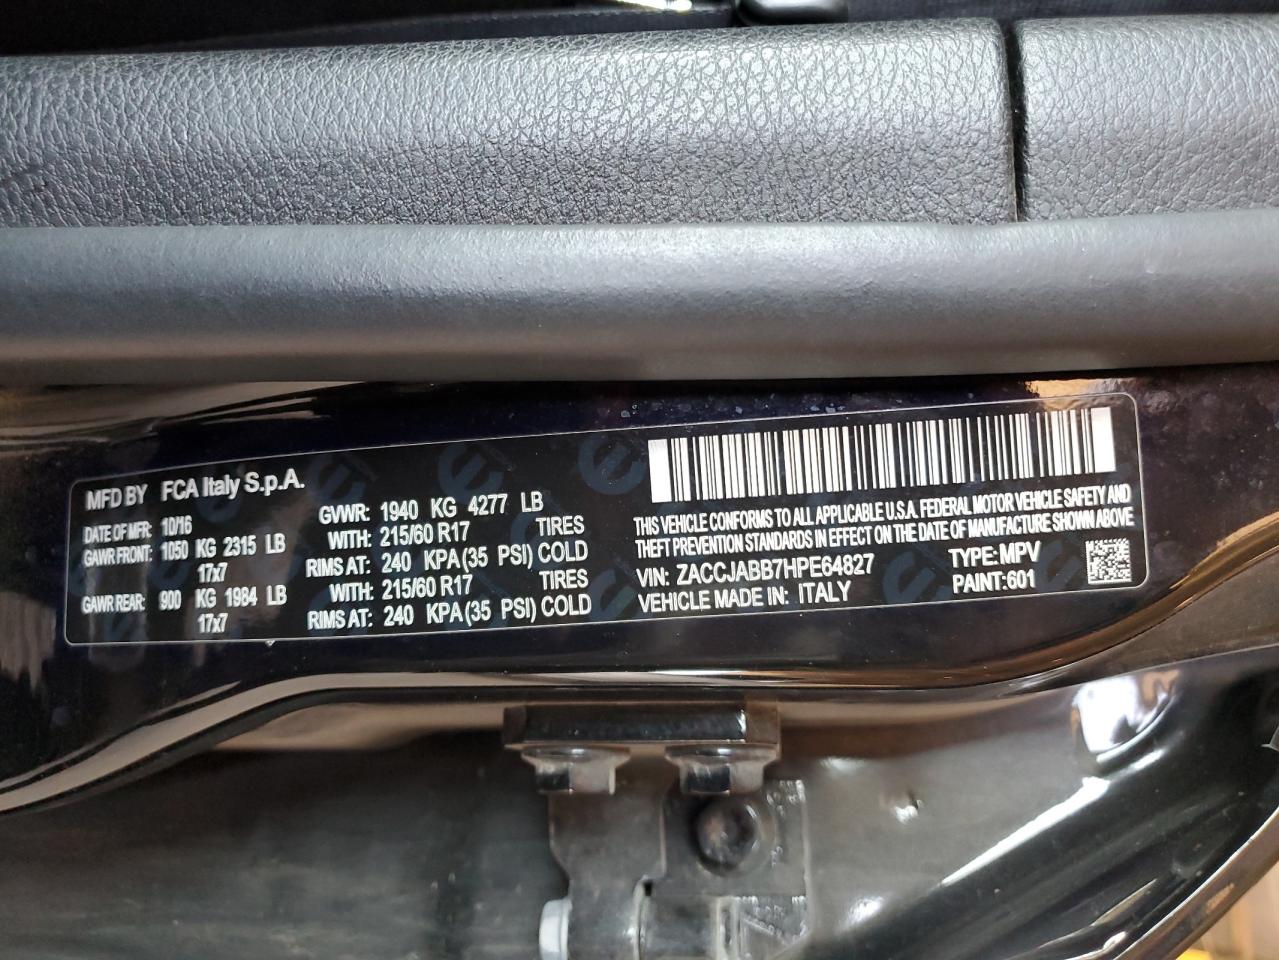 MFD BY FCA Italy S.p.A.
DATE OF MFR: 10/16 GVWR: 1940 KG 4277 LB
GAWR FRONT: 1050 KG 2315 LB WITH: 215/60 R17 TIRES
17x7 RIMS AT: 240 KPA(35 PSI) COLD
GAWR REAR: 900 KG 1984 LB WITH: 215/60 R17 TIRES
17x7 RIMS AT: 240 KPA(35 PSI) COLD
THIS VEHICLE CONFORMS TO ALL APPLICABLE U.S.A. FEDERAL MOTOR VEHICLE SAFETY AND
THEFT PREVENTION STANDARDS IN EFFECT ON THE DATE OF MANUFACTURE SHOWN ABOVE
VIN: ZACCJABB7HPE64827 TYPE: MPV
VEHICLE MADE IN: ITALY PAINT:601